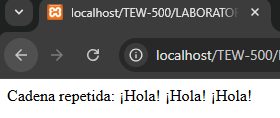 localhost/TEW-500/LABORATOR
localhost/TEW-500/
Cadena repetida: ¡Hola! ¡Hola! ¡Hola!